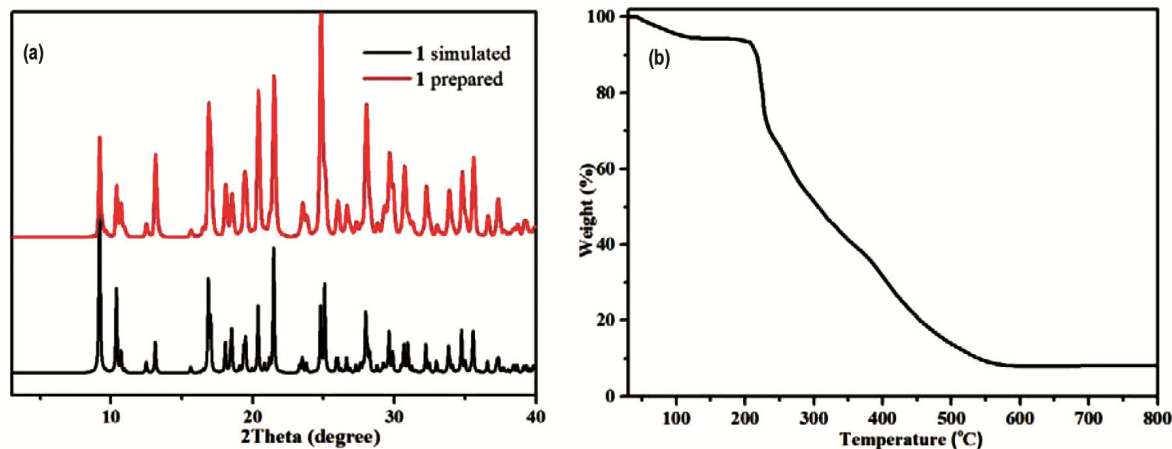 (a)
1 simulated
1 prepared
10
20
30
40
2Theta (degree)
(b)
Weight (%)
100
80
60
40
20
0
100
200
300
400
500
600
700
800
Temperature (°C)